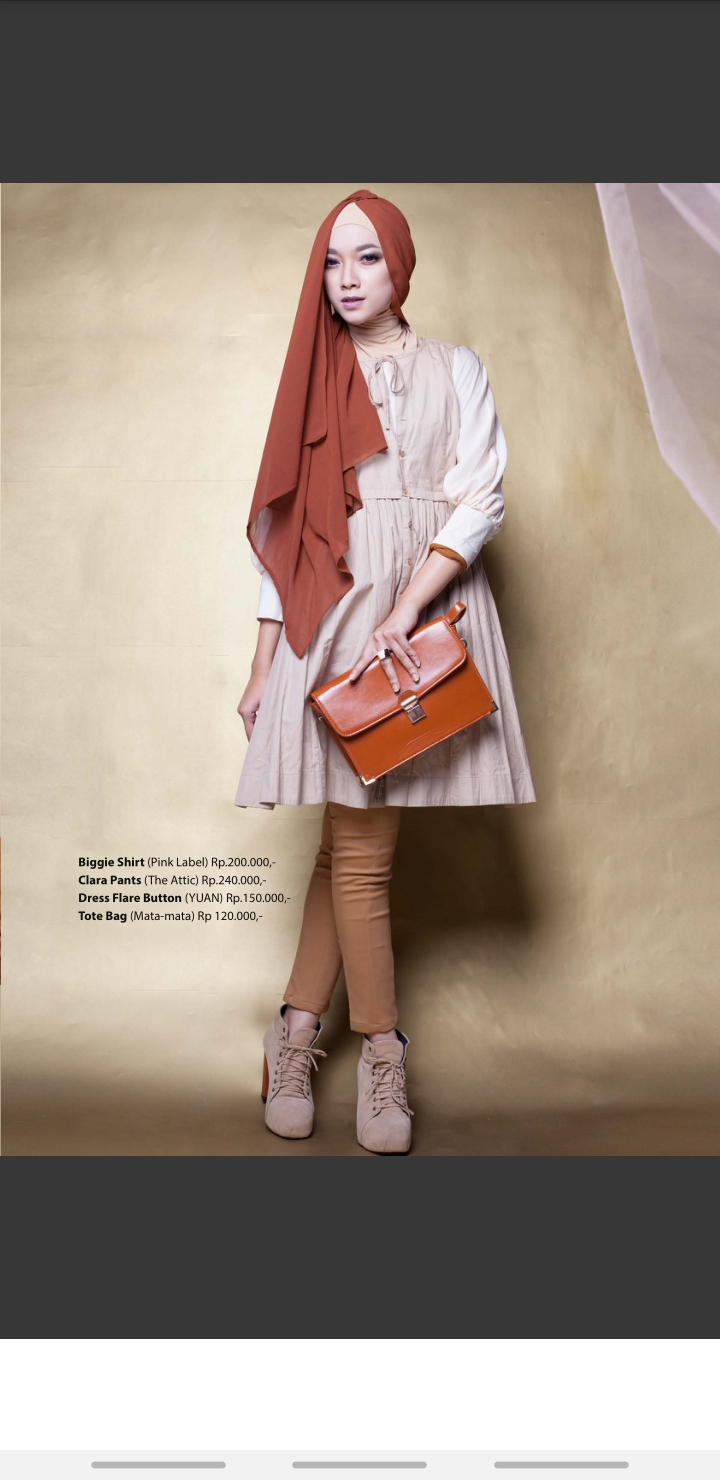 Biggie Shirt (Pink Label) Rp.200.000,-
Clara Pants (The Attic) Rp.240.000,-
Dress Flare Button (YUAN) Rp.150.000,-
Tote Bag (Mata-mata) Rp 120.000,-